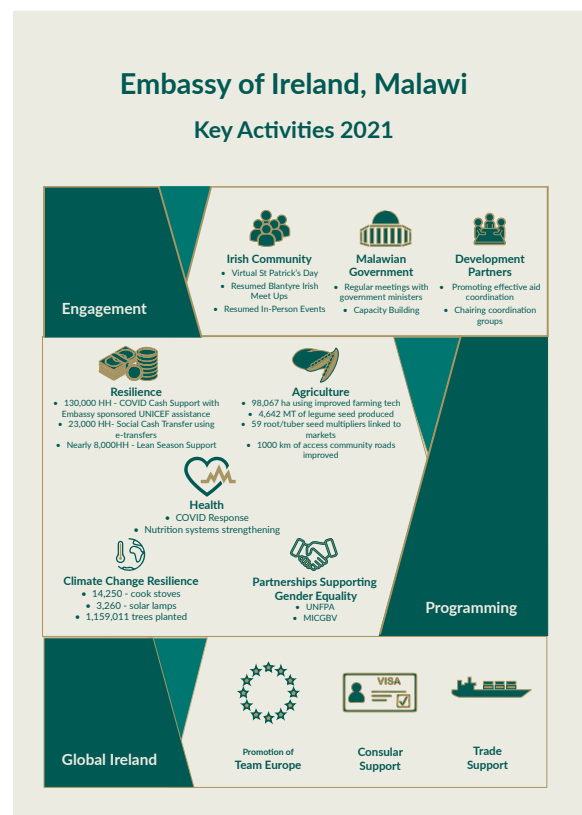 Embassy of Ireland, Malawi
Key Activities 2021
Engagement
Irish Community
• Virtual St Patrick's Day
• Resumed Blantyre Irish
Meet Ups
• Resumed In-Person Events
Malawian
Government
• Regular meetings with
government ministers
• Capacity Building
Development
Partners
• Promoting effective aid
coordination
• Chairing coordination
groups
Resilience
• 130,000 HH - COVID Cash Support with
Embassy sponsored UNICEF assistance
• 23,000 HH- Social Cash Transfer using
e-transfers
• Nearly 8,000HH - Lean Season Support
Agriculture
• 98,067 ha using improved farming tech
• 4,642 MT of legume seed produced
• 59 root/tuber seed multipliers linked to
markets
• 1000 km of access community roads
improved
Health
• COVID Response
• Nutrition systems strengthening
Climate Change Resilience
• 14,250 - cook stoves
• 3,260 - solar lamps
• 1,159,011 trees planted
Partnerships Supporting
Gender Equality
• UNFPA
• MICGBV
Programming
Global Ireland
Promotion of
Team Europe
VISA
Consular
Support
Trade
Support